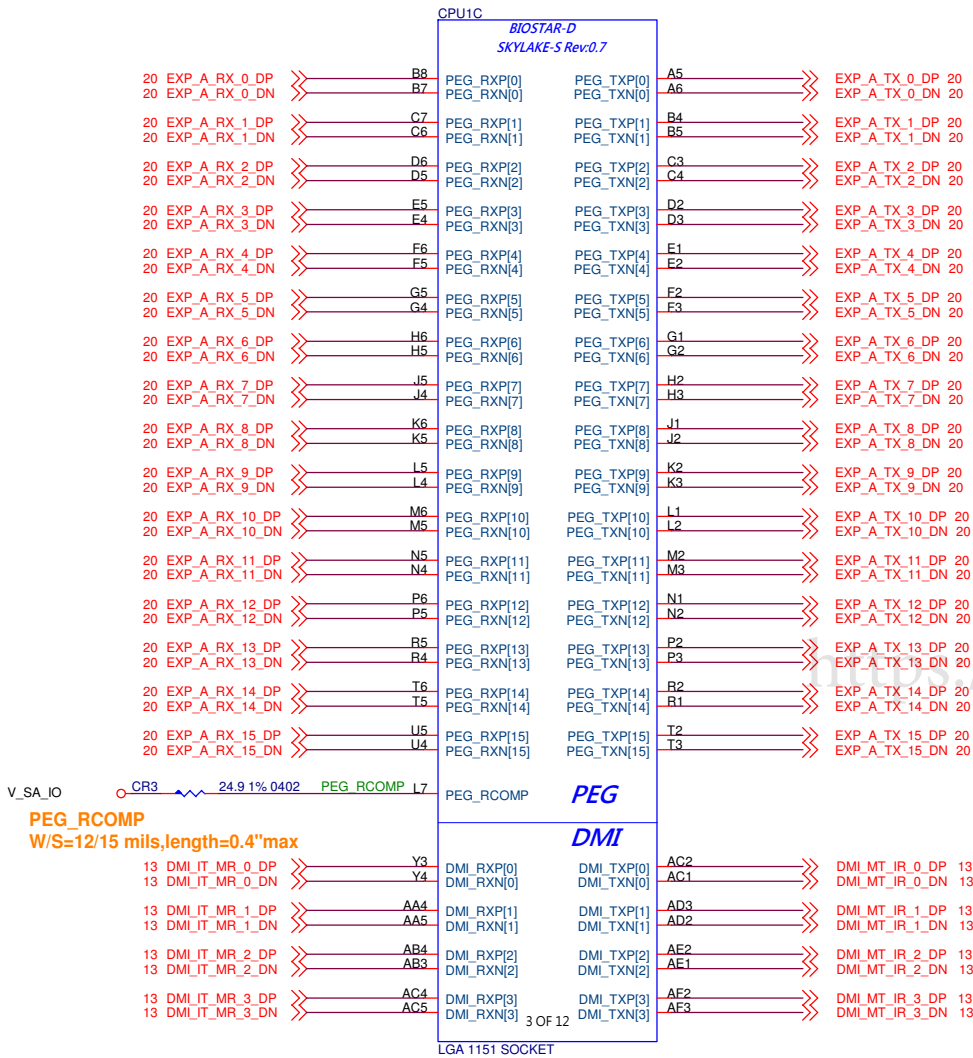 CPU1C
BIOSTAR-D
SKYLAKE-S Rev:0.7
20 EXP_A_RX_0_DP B8 PEG_RXP[0] PEG_TXP[0] A5 EXP_A_TX_0_DP 20
20 EXP_A_RX_0_DN B7 PEG_RXN[0] PEG_TXN[0] A6 EXP_A_TX_0_DN 20
20 EXP_A_RX_1_DP C7 PEG_RXP[1] PEG_TXP[1] B4 EXP_A_TX_1_DP 20
20 EXP_A_RX_1_DN C6 PEG_RXN[1] PEG_TXN[1] B5 EXP_A_TX_1_DN 20
20 EXP_A_RX_2_DP D6 PEG_RXP[2] PEG_TXP[2] C3 EXP_A_TX_2_DP 20
20 EXP_A_RX_2_DN D5 PEG_RXN[2] PEG_TXN[2] C4 EXP_A_TX_2_DN 20
20 EXP_A_RX_3_DP E5 PEG_RXP[3] PEG_TXP[3] D2 EXP_A_TX_3_DP 20
20 EXP_A_RX_3_DN E4 PEG_RXN[3] PEG_TXN[3] D3 EXP_A_TX_3_DN 20
20 EXP_A_RX_4_DP F6 PEG_RXP[4] PEG_TXP[4] E1 EXP_A_TX_4_DP 20
20 EXP_A_RX_4_DN F5 PEG_RXN[4] PEG_TXN[4] E2 EXP_A_TX_4_DN 20
20 EXP_A_RX_5_DP G5 PEG_RXP[5] PEG_TXP[5] F2 EXP_A_TX_5_DP 20
20 EXP_A_RX_5_DN G4 PEG_RXN[5] PEG_TXN[5] F3 EXP_A_TX_5_DN 20
20 EXP_A_RX_6_DP H6 PEG_RXP[6] PEG_TXP[6] G1 EXP_A_TX_6_DP 20
20 EXP_A_RX_6_DN H5 PEG_RXN[6] PEG_TXN[6] G2 EXP_A_TX_6_DN 20
20 EXP_A_RX_7_DP J5 PEG_RXP[7] PEG_TXP[7] H2 EXP_A_TX_7_DP 20
20 EXP_A_RX_7_DN J4 PEG_RXN[7] PEG_TXN[7] H3 EXP_A_TX_7_DN 20
20 EXP_A_RX_8_DP K6 PEG_RXP[8] PEG_TXP[8] J1 EXP_A_TX_8_DP 20
20 EXP_A_RX_8_DN K5 PEG_RXN[8] PEG_TXN[8] J2 EXP_A_TX_8_DN 20
20 EXP_A_RX_9_DP L5 PEG_RXP[9] PEG_TXP[9] K2 EXP_A_TX_9_DP 20
20 EXP_A_RX_9_DN L4 PEG_RXN[9] PEG_TXN[9] K3 EXP_A_TX_9_DN 20
20 EXP_A_RX_10_DP M6 PEG_RXP[10] PEG_TXP[10] L1 EXP_A_TX_10_DP 20
20 EXP_A_RX_10_DN M5 PEG_RXN[10] PEG_TXN[10] L2 EXP_A_TX_10_DN 20
20 EXP_A_RX_11_DP N5 PEG_RXP[11] PEG_TXP[11] M2 EXP_A_TX_11_DP 20
20 EXP_A_RX_11_DN N4 PEG_RXN[11] PEG_TXN[11] M3 EXP_A_TX_11_DN 20
20 EXP_A_RX_12_DP P6 PEG_RXP[12] PEG_TXP[12] N1 EXP_A_TX_12_DP 20
20 EXP_A_RX_12_DN P5 PEG_RXN[12] PEG_TXN[12] N2 EXP_A_TX_12_DN 20
20 EXP_A_RX_13_DP R5 PEG_RXP[13] PEG_TXP[13] P2 EXP_A_TX_13_DP 20
20 EXP_A_RX_13_DN R4 PEG_RXN[13] PEG_TXN[13] P3 EXP_A_TX_13_DN 20
https:/
20 EXP_A_RX_14_DP T6 PEG_RXP[14] PEG_TXP[14] R2 EXP_A_TX_14_DP 20
20 EXP_A_RX_14_DN T5 PEG_RXN[14] PEG_TXN[14] R1 EXP_A_TX_14_DN 20
20 EXP_A_RX_15_DP U5 PEG_RXP[15] PEG_TXP[15] T2 EXP_A_TX_15_DP 20
20 EXP_A_RX_15_DN U4 PEG_RXN[15] PEG_TXN[15] T3 EXP_A_TX_15_DN 20
V_SA_IO CR3 24.9 1% 0402 PEG_RCOMP L7 PEG_RCOMP PEG
PEG_RCOMP
W/S=12/15 mils,length=0.4"max
DMI
13 DMI_IT_MR_0_DP Y3 DMI_RXP[0] DMI_TXP[0] AC2 DMI_MT_IR_0_DP 13
13 DMI_IT_MR_0_DN Y4 DMI_RXN[0] DMI_TXN[0] AC1 DMI_MT_IR_0_DN 13
13 DMI_IT_MR_1_DP AA4 DMI_RXP[1] DMI_TXP[1] AD3 DMI_MT_IR_1_DP 13
13 DMI_IT_MR_1_DN AA5 DMI_RXN[1] DMI_TXN[1] AD2 DMI_MT_IR_1_DN 13
13 DMI_IT_MR_2_DP AB4 DMI_RXP[2] DMI_TXP[2] AE2 DMI_MT_IR_2_DP 13
13 DMI_IT_MR_2_DN AB3 DMI_RXN[2] DMI_TXN[2] AE1 DMI_MT_IR_2_DN 13
13 DMI_IT_MR_3_DP AC4 DMI_RXP[3] DMI_TXP[3] AF2 DMI_MT_IR_3_DP 13
13 DMI_IT_MR_3_DN AC5 DMI_RXN[3] 3 OF 12 DMI_TXN[3] AF3 DMI_MT_IR_3_DN 13
LGA 1151 SOCKET